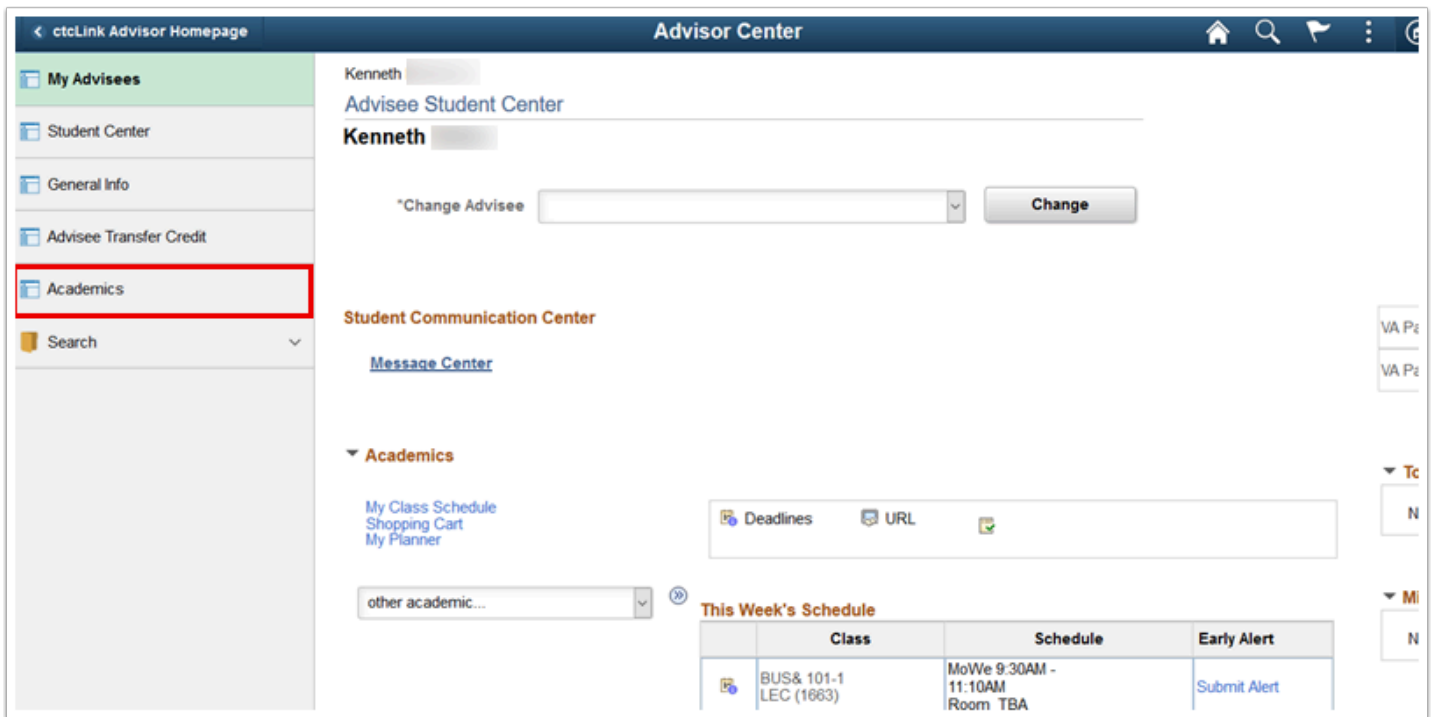 ctcLink Advisor Homepage
Advisor Center
My Advisees
Student Center
General Info
Advisee Transfer Credit
Academics
Search
Kenneth
Advisee Student Center
Kenneth
*Change Advisee
Change
Student Communication Center
Message Center
VA Pa
VA Pa
Academics
My Class Schedule
Shopping Cart
My Planner
Deadlines URL
other academic...
This Week's Schedule
Class Schedule Early Alert
BUS& 101-1
LEC (1663)
MoWe 9:30AM -
11:10AM
Room TBA
Submit Alert
To
N
Mi
N